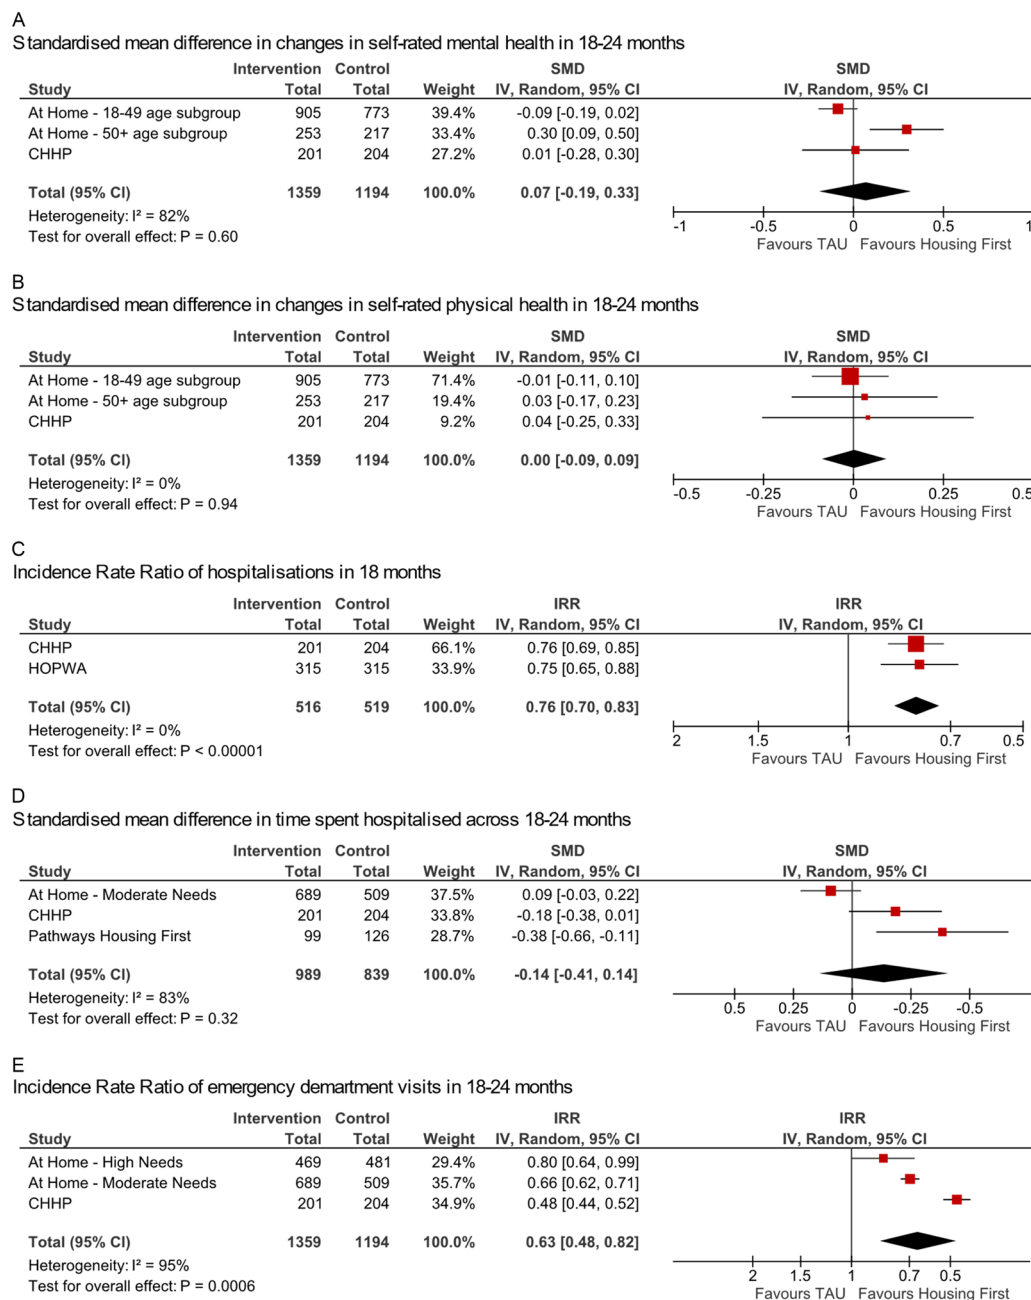 A
Standardised mean difference in changes in self-rated mental health in 18-24 months
Intervention Control SMD SMD
Study Total Total Weight IV, Random, 95% CI IV, Random, 95% CI
At Home - 18-49 age subgroup 905 773 39.4% -0.09 [-0.19, 0.02]
At Home - 50+ age subgroup 253 217 33.4% 0.30 [0.09, 0.50]
CHHP 201 204 27.2% 0.01 [-0.28, 0.30]
Total (95% CI) 1359 1194 100.0% 0.07 [-0.19, 0.33]
Heterogeneity: I² = 82%
-1 -0.5 0 0.5 1
Test for overall effect: P = 0.60
Favours TAU Favours Housing First
B
Standardised mean difference in changes in self-rated physical health in 18-24 months
Intervention Control SMD SMD
Study Total Total Weight IV, Random, 95% CI IV, Random, 95% CI
At Home - 18-49 age subgroup 905 773 71.4% -0.01 [-0.11, 0.10]
At Home - 50+ age subgroup 253 217 19.4% 0.03 [-0.17, 0.23]
CHHP 201 204 9.2% 0.04 [-0.25, 0.33]
Total (95% CI) 1359 1194 100.0% 0.00 [-0.09, 0.09]
Heterogeneity: I² = 0%
-0.5 -0.25 0 0.25 0.5
Test for overall effect: P = 0.94
Favours TAU Favours Housing First
C
Incidence Rate Ratio of hospitalisations in 18 months
Intervention Control IRR IRR
Study Total Total Weight IV, Random, 95% CI IV, Random, 95% CI
CHHP 201 204 66.1% 0.76 [0.69, 0.85]
HOPWA 315 315 33.9% 0.75 [0.65, 0.88]
Total (95% CI) 516 519 100.0% 0.76 [0.70, 0.83]
Heterogeneity: I² = 0%
2 1.5 1 0.7 0.5
Test for overall effect: P < 0.00001
Favours TAU Favours Housing First
D
Standardised mean difference in time spent hospitalised across 18-24 months
Intervention Control SMD SMD
Study Total Total Weight IV, Random, 95% CI IV, Random, 95% CI
At Home - Moderate Needs 689 509 37.5% 0.09 [-0.03, 0.22]
CHHP 201 204 33.8% -0.18 [-0.38, 0.01]
Pathways Housing First 99 126 28.7% -0.38 [-0.66, -0.11]
Total (95% CI) 989 839 100.0% -0.14 [-0.41, 0.14]
Heterogeneity: I² = 83%
0.5 0.25 0 -0.25 -0.5
Test for overall effect: P = 0.32
Favours TAU Favours Housing First
E
Incidence Rate Ratio of emergency demartment visits in 18-24 months
Intervention Control IRR IRR
Study Total Total Weight IV, Random, 95% CI IV, Random, 95% CI
At Home - High Needs 469 481 29.4% 0.80 [0.64, 0.99]
At Home - Moderate Needs 689 509 35.7% 0.66 [0.62, 0.71]
CHHP 201 204 34.9% 0.48 [0.44, 0.52]
Total (95% CI) 1359 1194 100.0% 0.63 [0.48, 0.82]
Heterogeneity: I² = 95%
2 1.5 1 0.7 0.5
Test for overall effect: P = 0.0006
Favours TAU Favours Housing First